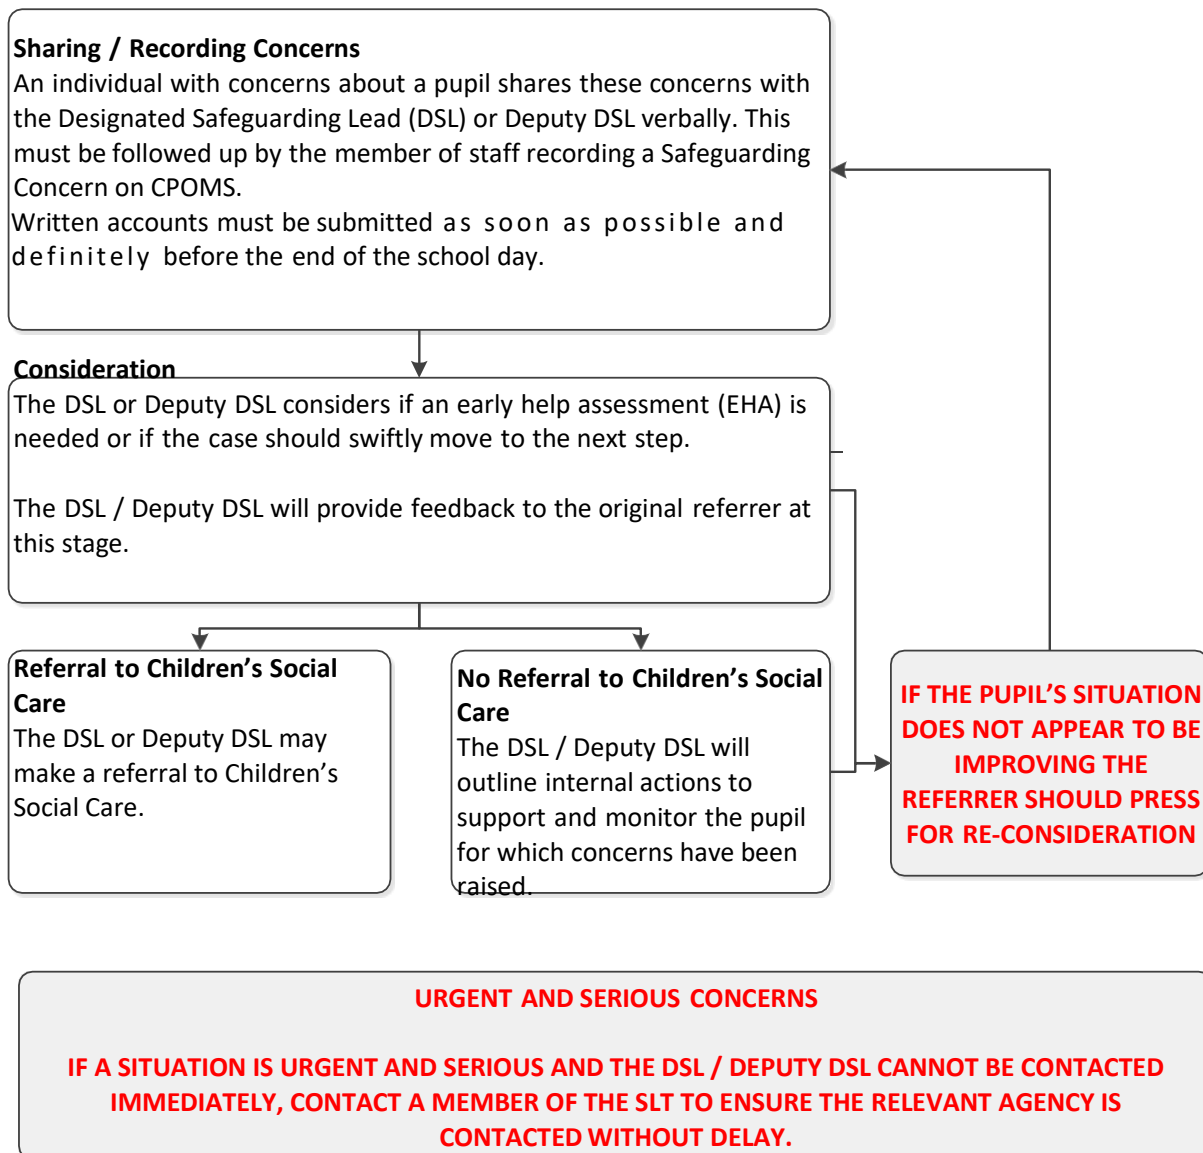 Sharing / Recording Concerns
An individual with concerns about a pupil shares these concerns with
the Designated Safeguarding Lead (DSL) or Deputy DSL verbally. This
must be followed up by the member of staff recording a Safeguarding
Concern on CPOMS.
Written accounts must be submitted as soon as possible and
definitely before the end of the school day.
Consideration
The DSL or Deputy DSL considers if an early help assessment (EHA) is
needed or if the case should swiftly move to the next step.
The DSL / Deputy DSL will provide feedback to the original referrer at
this stage.
Referral to Children’s Social
Care
The DSL or Deputy DSL may
make a referral to Children’s
Social Care.
No Referral to Children’s Social
Care
The DSL / Deputy DSL will
outline internal actions to
support and monitor the pupil
for which concerns have been
raised.
IF THE PUPIL’S SITUATION
DOES NOT APPEAR TO BE
IMPROVING THE
REFERRER SHOULD PRESS
FOR RE-CONSIDERATION
URGENT AND SERIOUS CONCERNS
IF A SITUATION IS URGENT AND SERIOUS AND THE DSL / DEPUTY DSL CANNOT BE CONTACTED
IMMEDIATELY, CONTACT A MEMBER OF THE SLT TO ENSURE THE RELEVANT AGENCY IS
CONTACTED WITHOUT DELAY.